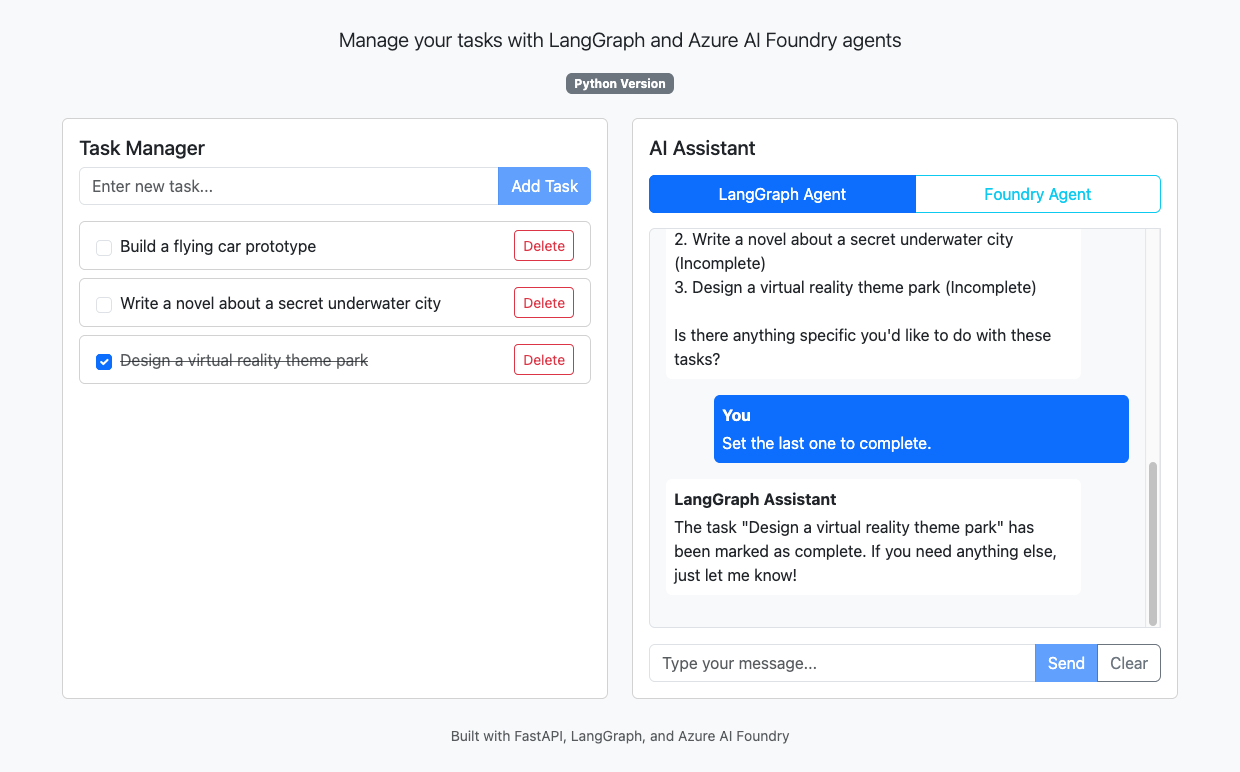 Manage your tasks with LangGraph and Azure AI Foundry agents
Python Version
Task Manager
Enter new task...
Add Task
Build a flying car prototype
Delete
Write a novel about a secret underwater city
Delete
Design a virtual reality theme park
Delete
AI Assistant
LangGraph Agent
Foundry Agent
2. Write a novel about a secret underwater city
(Incomplete)
3. Design a virtual reality theme park (Incomplete)
Is there anything specific you'd like to do with these
tasks?
You
Set the last one to complete.
LangGraph Assistant
The task "Design a virtual reality theme park" has
been marked as complete. If you need anything else,
just let me know!
Type your message...
Send
Clear
Built with FastAPI, LangGraph, and Azure AI Foundry